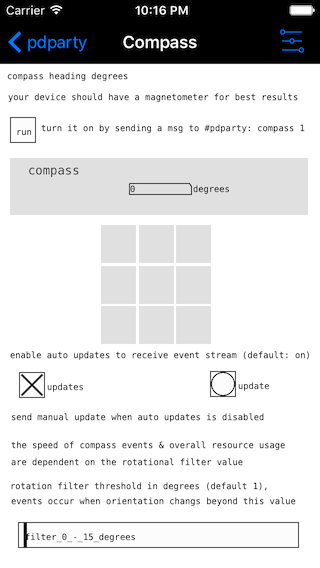 Carrier 10:16 PM
pdparty Compass
compass heading degrees
your device should have a magnetometer for best results
run turn it on by sending a msg to #pdparty: compass 1
compass
0 degrees
enable auto updates to receive event stream (default: on)
updates update
send manual update when auto updates is disabled
the speed of compass events & overall resource usage
are dependent on the rotational filter value
rotation filter threshold in degrees (default 1),
events occur when orientation changs beyond this value
filter_0_-_15_degrees